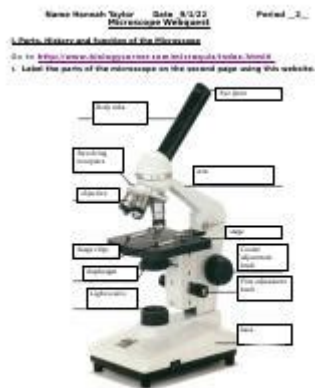 Name Hannah Taylor Date 9/1/22 Period __2__
Microscope Webquest
I. Parts, History and Function of the Microscope
Go to
1. Label the parts of the microscope on the second page using this website.
Eye piece
Body tube
Revolving nosepiece
arm
objective
stage
Stage clips
Coarse adjustment knob
diaphragm
Fine adjustment knob
Light source
base